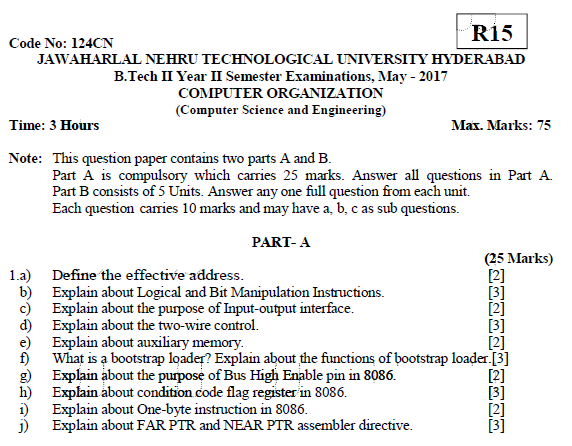 R15
Code No: 124CN
JAWAHARLAL NEHRU TECHNOLOGICAL UNIVERSITY HYDERABAD
B.Tech II Year II Semester Examinations, May - 2017
COMPUTER ORGANIZATION
(Computer Science and Engineering)
Time: 3 Hours Max. Marks: 75
Note: This question paper contains two parts A and B.
Part A is compulsory which carries 25 marks. Answer all questions in Part A.
Part B consists of 5 Units. Answer any one full question from each unit.
Each question carries 10 marks and may have a, b, c as sub questions.
PART- A
(25 Marks)
1.a) Define the effective address. [2]
b) Explain about Logical and Bit Manipulation Instructions. [3]
c) Explain about the purpose of Input-output interface. [2]
d) Explain about the two-wire control. [3]
e) Explain about auxiliary memory. [2]
f) What is a bootstrap loader? Explain about the functions of bootstrap loader.[3]
g) Explain about the purpose of Bus High Enable pin in 8086. [2]
h) Explain about condition code flag register in 8086. [3]
i) Explain about One-byte instruction in 8086. [2]
j) Explain about FAR PTR and NEAR PTR assembler directive. [3]